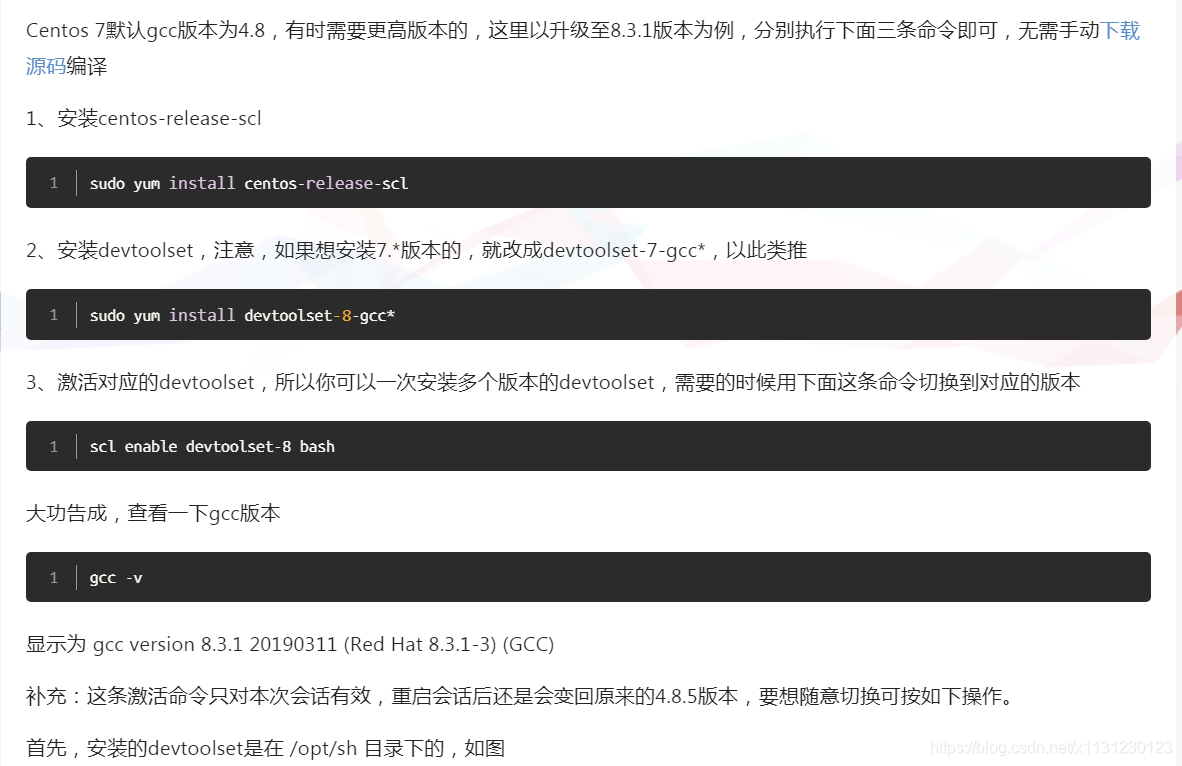 Centos 7默认gcc版本为4.8，有时需要更高版本的，这里以升级至8.3.1版本为例，分别执行下面三条命令即可，无需手动下载
源码编译
1、安装centos-release-scl
1 sudo yum install centos-release-scl
2、安装devtoolset，注意，如果想安装7.*版本的，就改成devtoolset-7-gcc*，以此类推
1 sudo yum install devtoolset-8-gcc*
3、激活对应的devtoolset，所以你可以一次安装多个版本的devtoolset，需要的时候用下面这条命令切换到对应的版本
1 scl enable devtoolset-8 bash
大功告成，查看一下gcc版本
1 gcc -v
显示为 gcc version 8.3.1 20190311 (Red Hat 8.3.1-3) (GCC)
补充：这条激活命令只对本次会话有效，重启会话后还是会变回原来的4.8.5版本，要想随意切换可按如下操作。
首先，安装的devtoolset是在 /opt/sh 目录下的，如图
https://blog.csdn.net/x1131230123